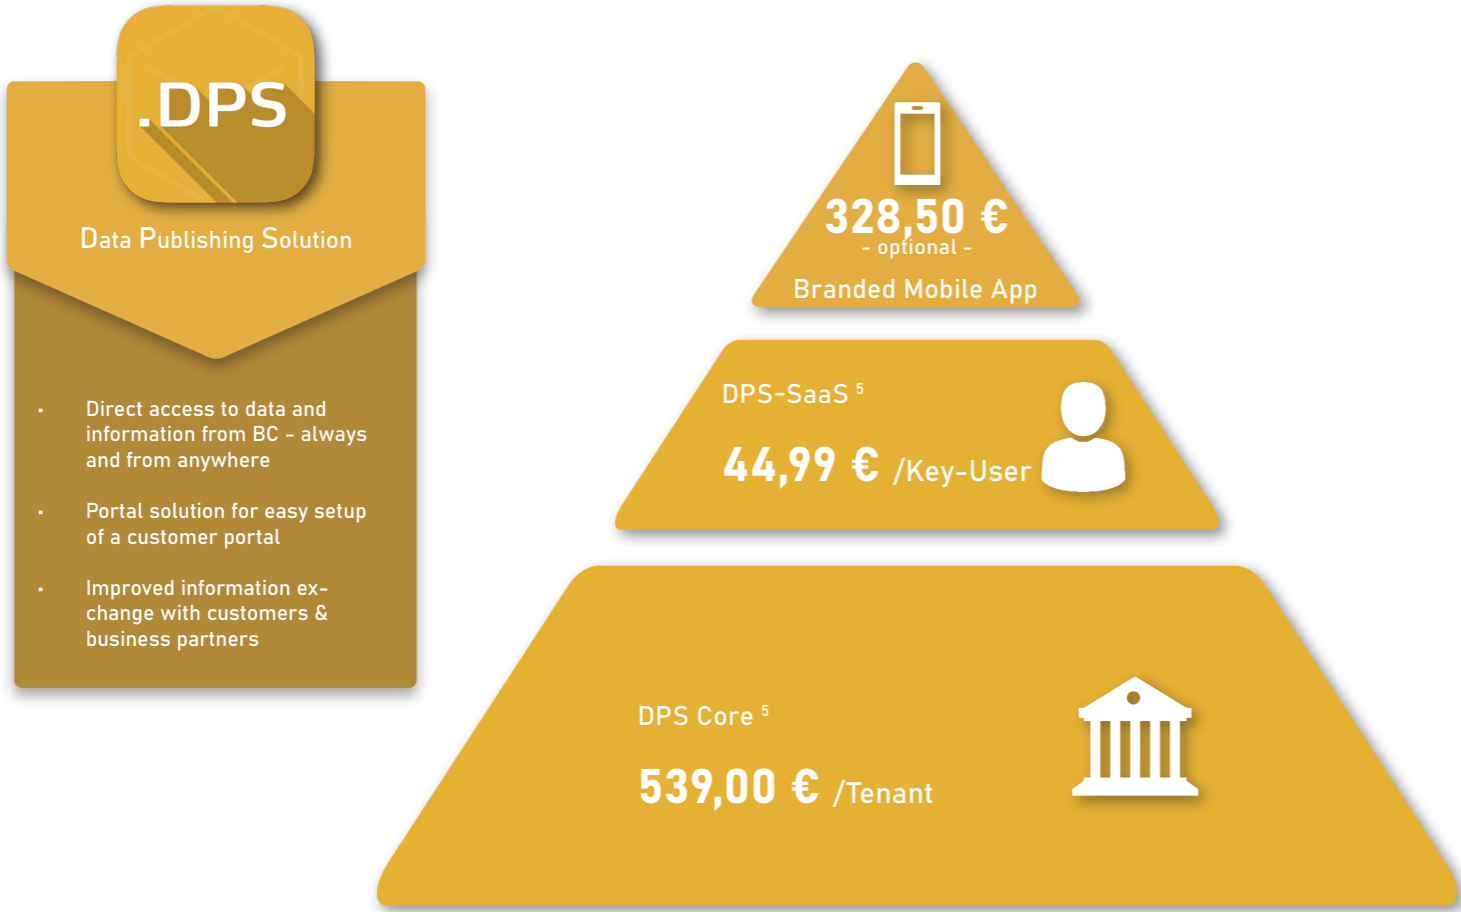 .DPS
Data Publishing Solution
▪ Direct access to data and
information from BC - always
and from anywhere
▪ Portal solution for easy setup
of a customer portal
▪ Improved information ex-
change with customers &
business partners
328,50 €
- optional -
Branded Mobile App
DPS-SaaS ⁵
44,99 € /Key-User
DPS Core ⁵
539,00 € /Tenant